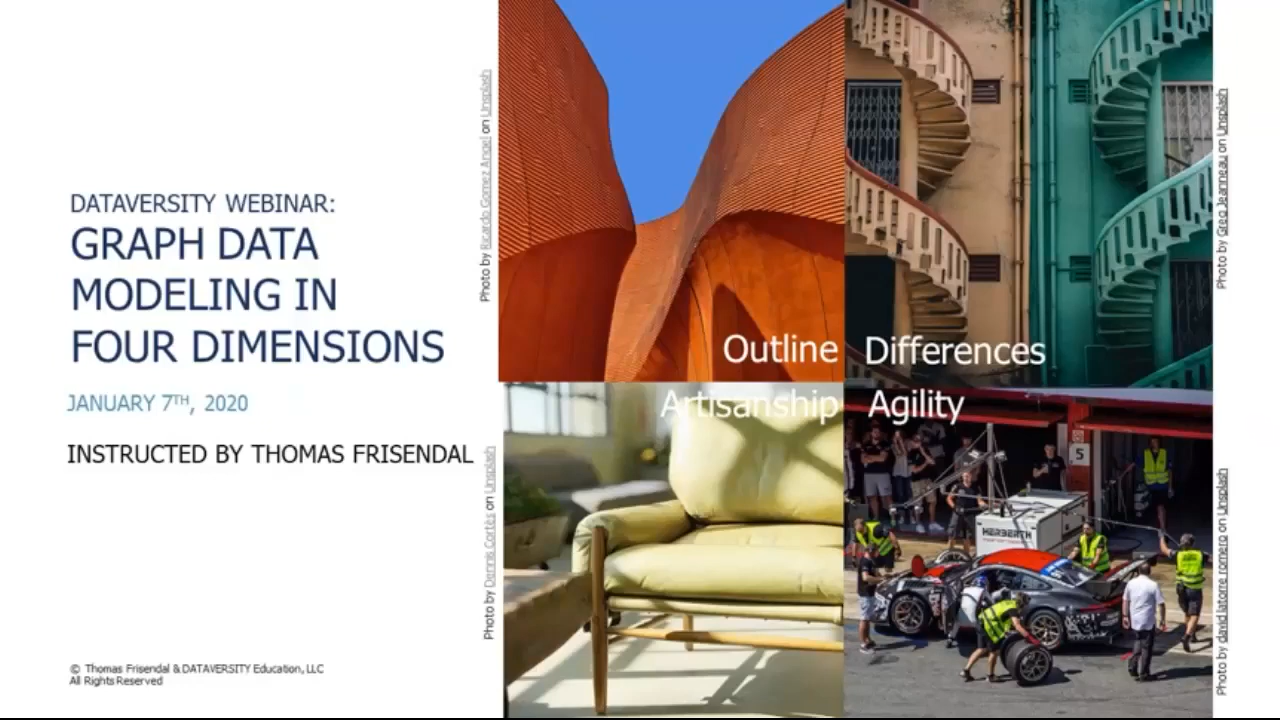 DATAVERSITY WEBINAR:
GRAPH DATA
MODELING IN
FOUR DIMENSIONS
JANUARY 7TH, 2020
INSTRUCTED BY THOMAS FRISENDAL
© Thomas Frisendal & DATAVERSITY Education, LLC
All Rights Reserved
Photo by Ricardo Gomez Angel on Unsplash
Outline
Differences
Photo by Greg Jeanneau on Unsplash
Artisanship
Agility
Photo by Dennis Cortés on Unsplash
5
HERBERTH
Photo by david latorre romero on Unsplash